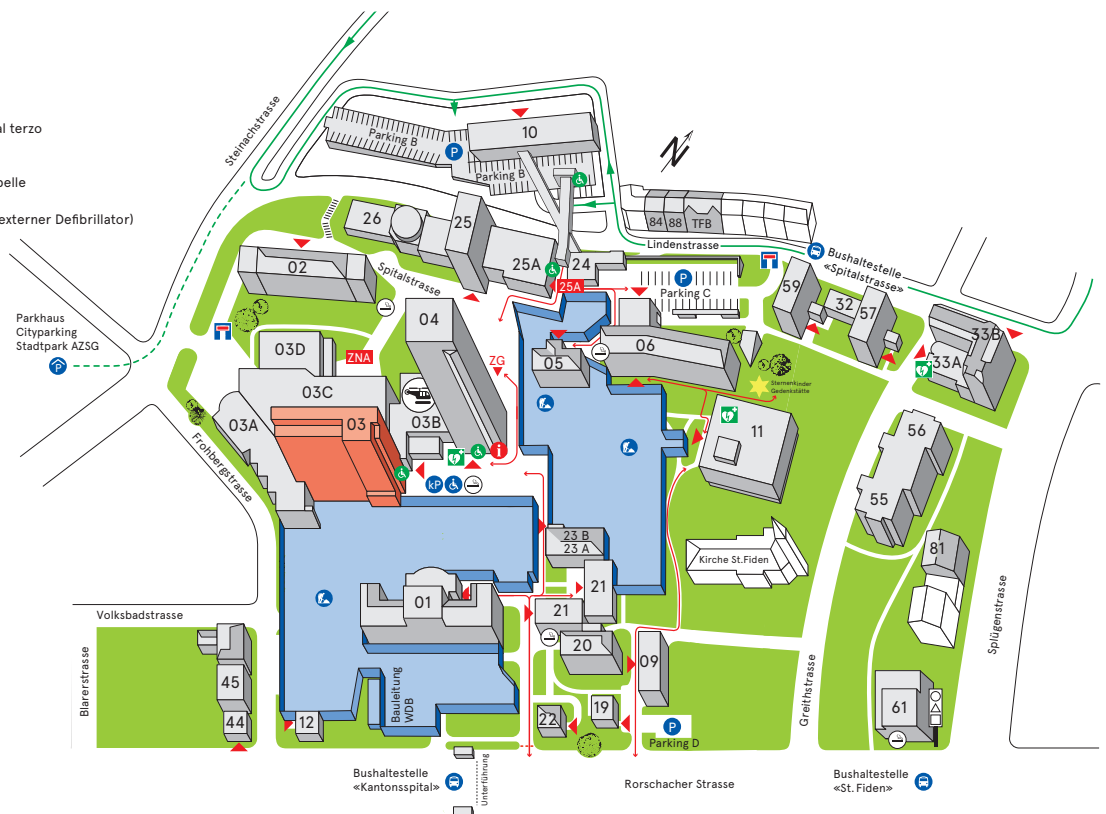 al terzo
pelle
externer Defibrillator)
Steinachstrasse
Parking B
P
10
Parking B
N
84
88
TFB
Lindenstrasse
Bushaltestelle
«Spitalstrasse»
26
25
25A
24
25A
P
Parking C
02
Spitalstrasse
59
32
57
33B
33A
Parkhaus
Cityparking
Stadtpark AZSG
P
04
06
05
03D
ZNA
ZG
Sternenkinder
Gedenkstätte
03C
03A
03
03B
i
kP
11
56
55
Frohbergstrasse
23 B
23 A
Kirche St.Fiden
81
01
21
21
20
09
Volksbadstrasse
Blarerstrasse
45
44
12
Bauleitung
WDB
22
19
P
Parking D
Greithstrasse
Splügenstrasse
61
Bushaltestelle
«Kantonsspital»
Unterführung
Rorschacher Strasse
Bushaltestelle
«St. Fiden»